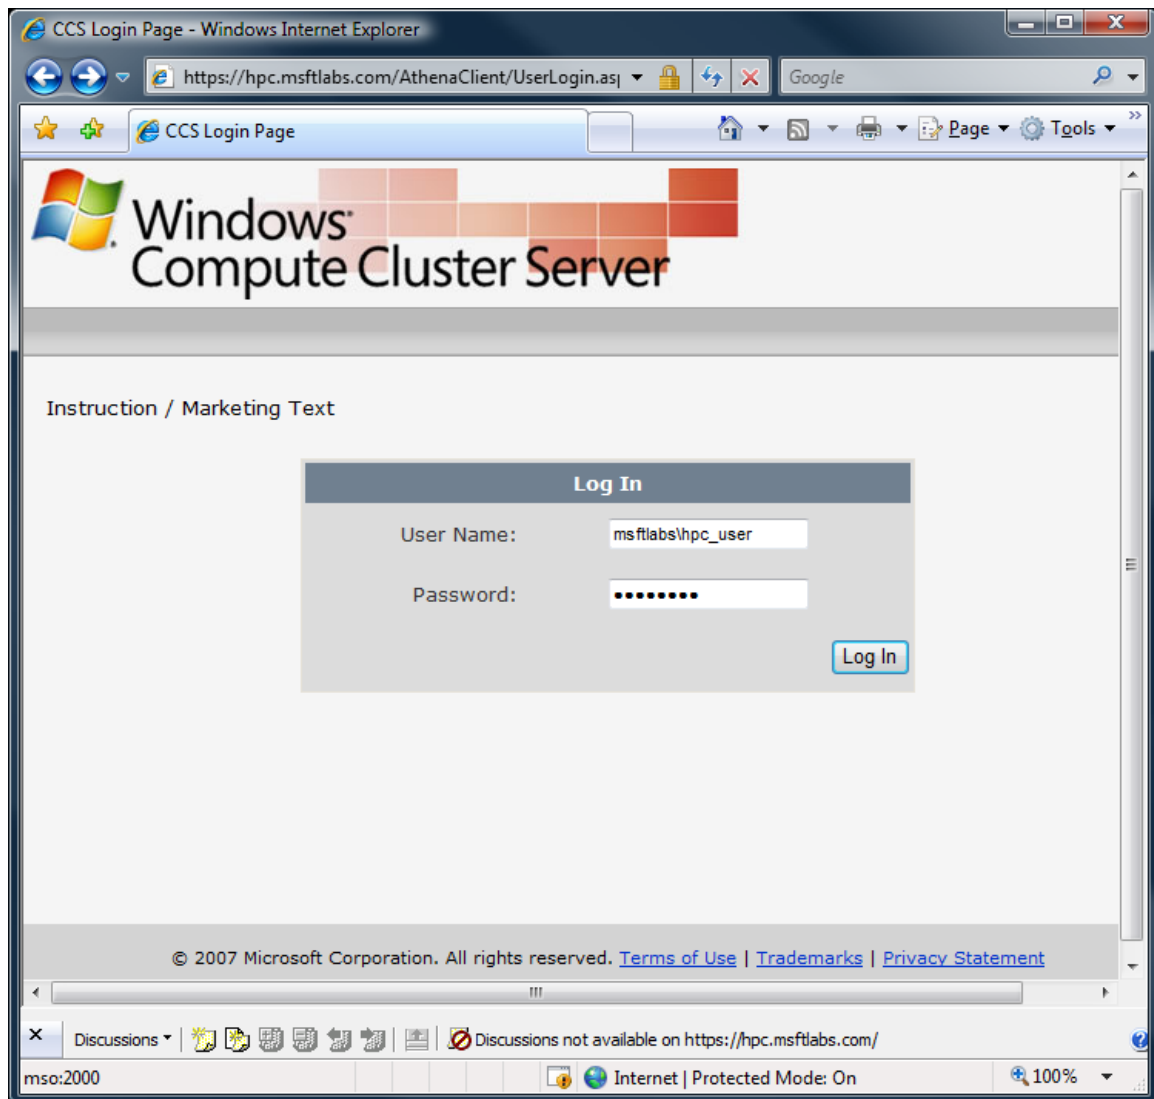 CCS Login Page - Windows Internet Explorer
https://hpc.msftlabs.com/AthenaClient/UserLogin.asp
Google
CCS Login Page
Page
Tools
Windows
Compute Cluster Server
Instruction / Marketing Text
Log In
User Name: msftlabs\hpc_user
Password: ••••••••
Log In
© 2007 Microsoft Corporation. All rights reserved. Terms of Use | Trademarks | Privacy Statement
Discussions
Discussions not available on https://hpc.msftlabs.com/
mso:2000
Internet | Protected Mode: On
100%